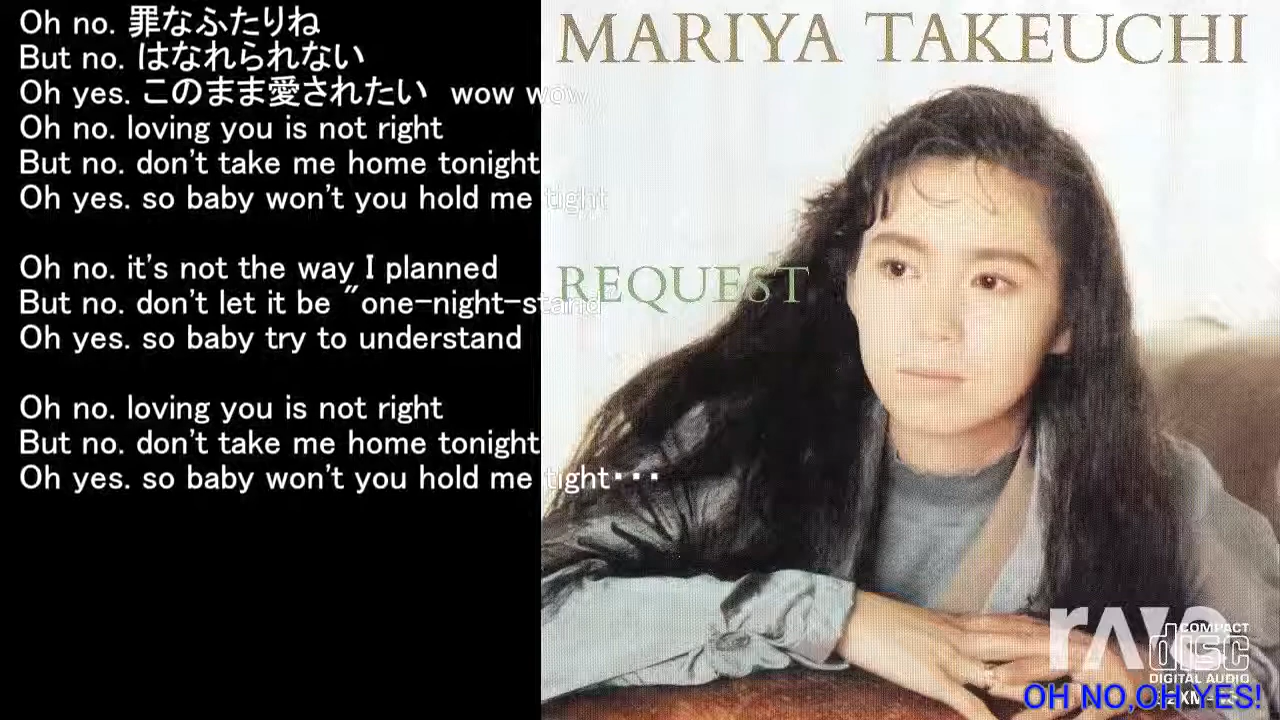 Oh no. 罪なふたりね
But no. はなれられない
Oh yes. このまま愛されたい wow wow
Oh no. loving you is not right
But no. don't take me home tonight
Oh yes. so baby won't you hold me tight
Oh no. it's not the way I planned
But no. don't let it be "one-night-stand
Oh yes. so baby try to understand
Oh no. loving you is not right
But no. don't take me home tonight
Oh yes. so baby won't you hold me tight・・・
MARIYA TAKEUCHI
REQUEST
COMPACT
disc
DIGITAL AUDIO
OH NO,OH YES!